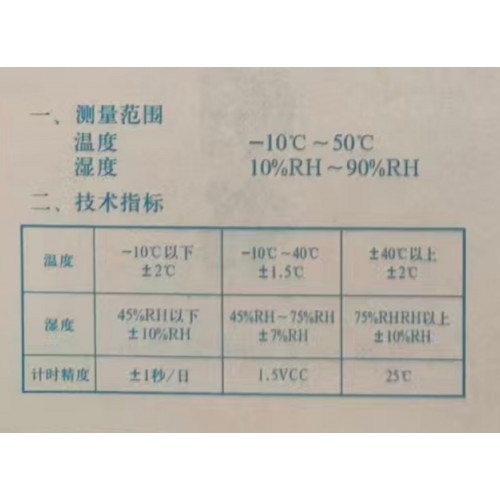 一、测量范围
温度 -10℃～50℃
湿度 10%RH～90%RH
二、技术指标
温度 -10℃以下 ±2℃ -10℃～40℃ ±1.5℃ ±40℃以上 ±2℃
湿度 45%RH以下 ±10%RH 45%RH～75%RH ±7%RH 75%RHRH以上 ±10%RH
计时精度 ±1秒/日 1.5VCC 25℃